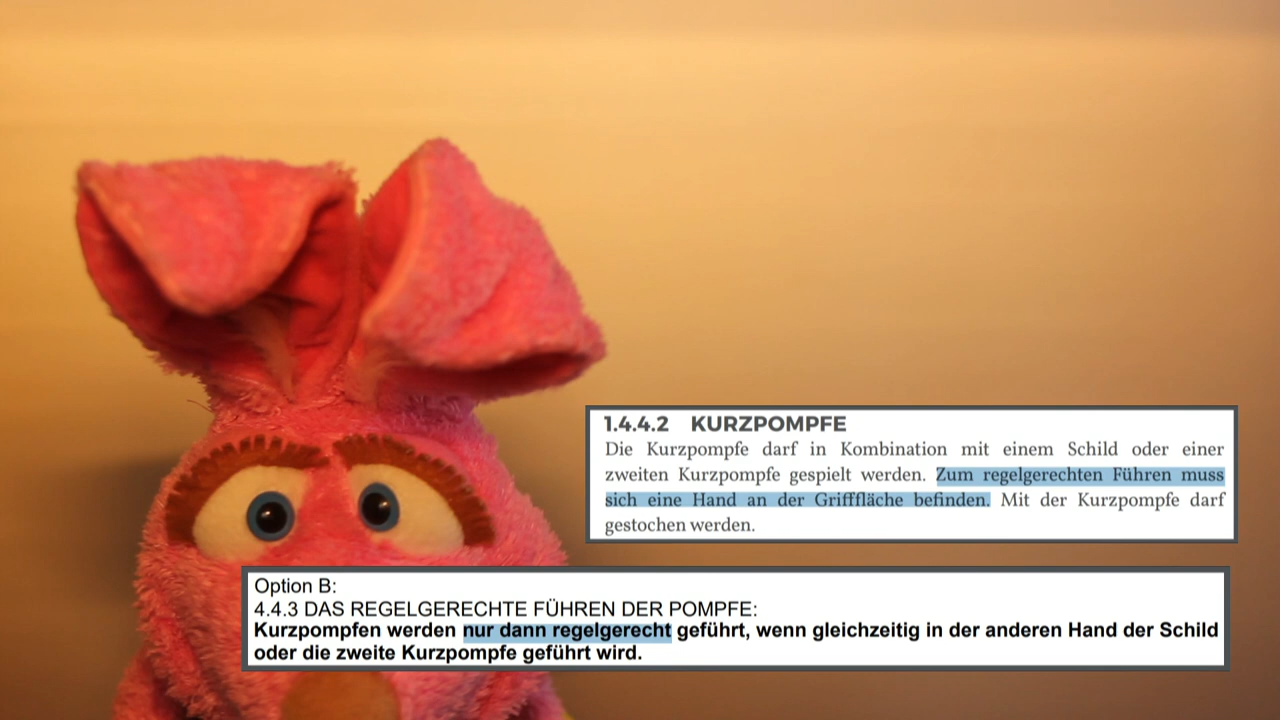 1.4.4.2 KURZPOMPFE
Die Kurzpompfe darf in Kombination mit einem Schild oder einer
zweiten Kurzpompfe gespielt werden. Zum regelgerechten Führen muss
sich eine Hand an der Grifffläche befinden. Mit der Kurzpompfe darf
gestochen werden.
Option B:
4.4.3 DAS REGELGERECHTE FÜHREN DER POMPFE:
Kurzpompfen werden nur dann regelgerecht geführt, wenn gleichzeitig in der anderen Hand der Schild
oder die zweite Kurzpompfe geführt wird.